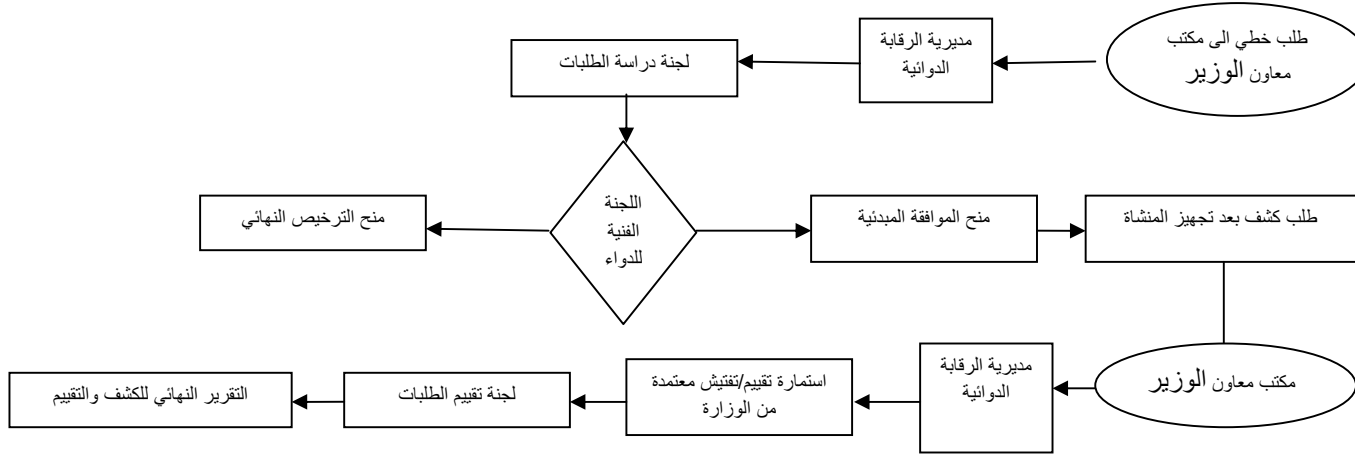 طلب خطي الى مكتب
معاون الوزير
مديرية الرقابة
الدوائية
لجنة دراسة الطلبات
اللجنة
الفنية
للدواء
منح الترخيص النهائي
منح الموافقة المبدئية
طلب كشف بعد تجهيز المنشاة
مكتب معاون الوزير
مديرية الرقابة
الدوائية
استمارة تقييم/تفتيش معتمدة
من الوزارة
لجنة تقييم الطلبات
التقرير النهائي للكشف والتقييم